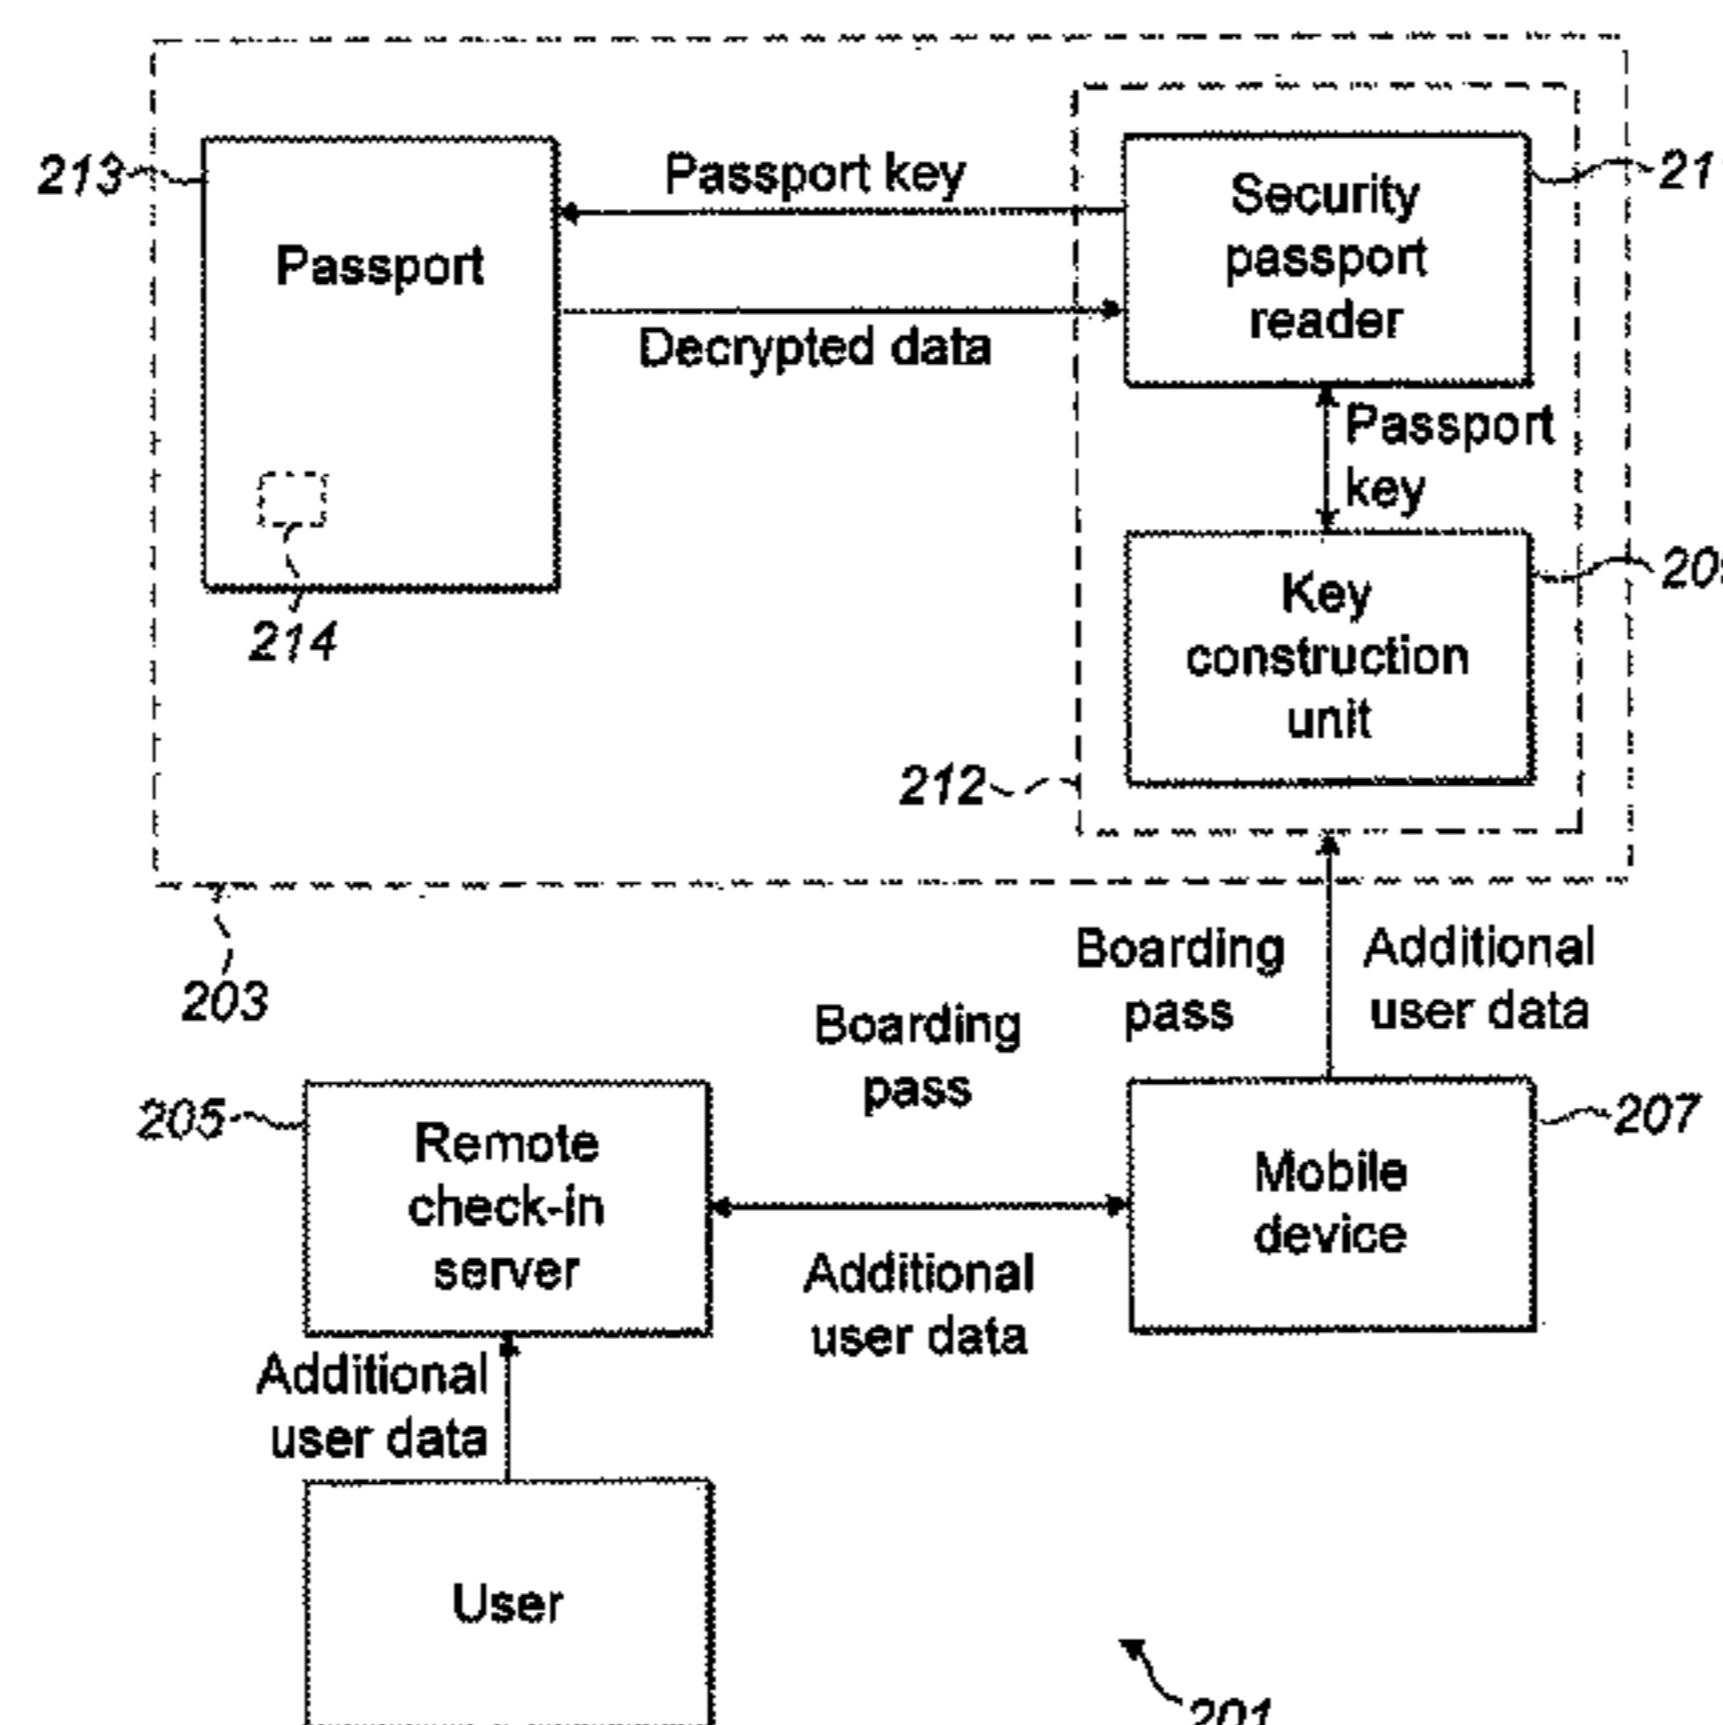 213
Passport
Passport key
Decrypted data
Security
passport
reader
21
Passport
key
Key
construction
unit
209
214
212
203
Boarding
pass
Additional
user data
Boarding
pass
Additional
user data
205
Remote
check-in
server
Mobile
device
207
Additional
user data
User
201